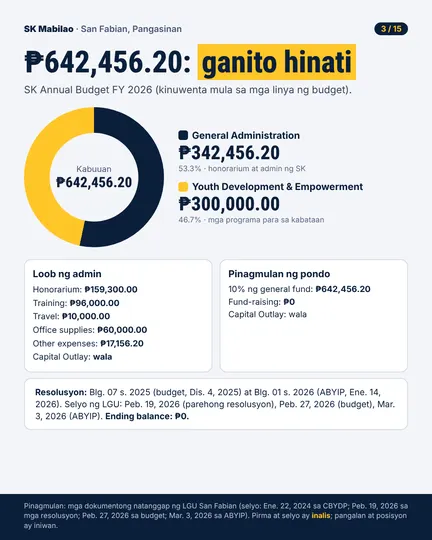 SK Mabilao · San Fabian, Pangasinan
3 / 15
₱642,456.20: ganito hinati
SK Annual Budget FY 2026 (kinuwenta mula sa mga linya ng budget).
Kabuuan
₱642,456.20
General Administration
₱342,456.20
53.3% · honorarium at admin ng SK
Youth Development & Empowerment
₱300,000.00
46.7% · mga programa para sa kabataan
Loob ng admin
Honorarium: ₱159,300.00
Training: ₱96,000.00
Travel: ₱10,000.00
Office supplies: ₱60,000.00
Other expenses: ₱17,156.20
Capital Outlay: wala
Pinagmulan ng pondo
10% ng general fund: ₱642,456.20
Fund-raising: ₱0
Capital Outlay: wala
Resolusyon: Blg. 07 s. 2025 (budget, Dis. 4, 2025) at Blg. 01 s. 2026 (ABYIP, Ene. 14,
2026). Selyo ng LGU: Peb. 19, 2026 (parehong resolusyon), Peb. 27, 2026 (budget), Mar.
3, 2026 (ABYIP). Ending balance: ₱0.
Pinagmulan: mga dokumentong natanggap ng LGU San Fabian (selyo: Ene. 22, 2024 sa CBYDP; Peb. 19, 2026 sa
mga resolusyon; Peb. 27, 2026 sa budget; Mar. 3, 2026 sa ABYIP). Pirma at selyo ay inalis; pangalan at posisyon
ay iniwan.